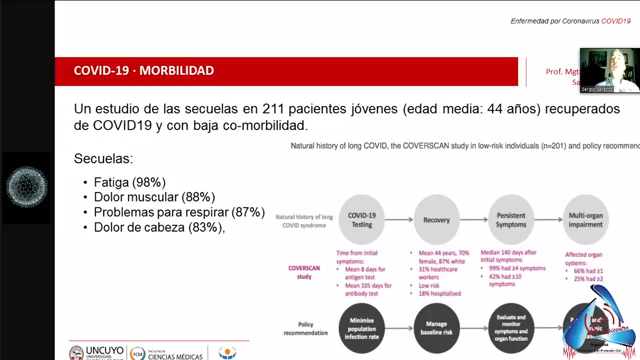 Enfermedad por Coronavirus COVID19
COVID-19 · MORBILIDAD
Prof. Mgt
Un estudio de las secuelas en 211 pacientes jóvenes (edad media: 44 años) recuperados
de COVID19 y con baja co-morbilidad.
Natural history of long COVID, the COVERSCAN study in low-risk individuals (n=201) and policy recommen
Secuelas:
• Fatiga (98%)
• Dolor muscular (88%)
• Problemas para respirar (87%)
• Dolor de cabeza (83%),
Natural history of long
COVID syndrome
COVID-19
Testing
Recovery
Persistent
Symptoms
Multi-organ
impairment
COVERSCAN
study
Time from initial
symptoms:
• Mean 8 days for
antigen test
• Mean 105 days for
antibody test
• Mean 44 years, 70%
female, 87% white
• 31% healthcare
workers
• Low risk
• 18% hospitalised
Median 140 days after
initial symptoms:
• 99% had ≥4 symptoms
• 42% had ≥10
symptoms
Affected organ
systems:
• 66% had ≥1
• 25% had ≥2
Policy
recommendation
Minimise
population
infection rate
Manage
baseline risk
Evaluate and
monitor
symptoms and
organ function
UNCUYO
UNIVERSIDAD
FCM
FACULTAD DE
CIENCIAS MÉDICAS